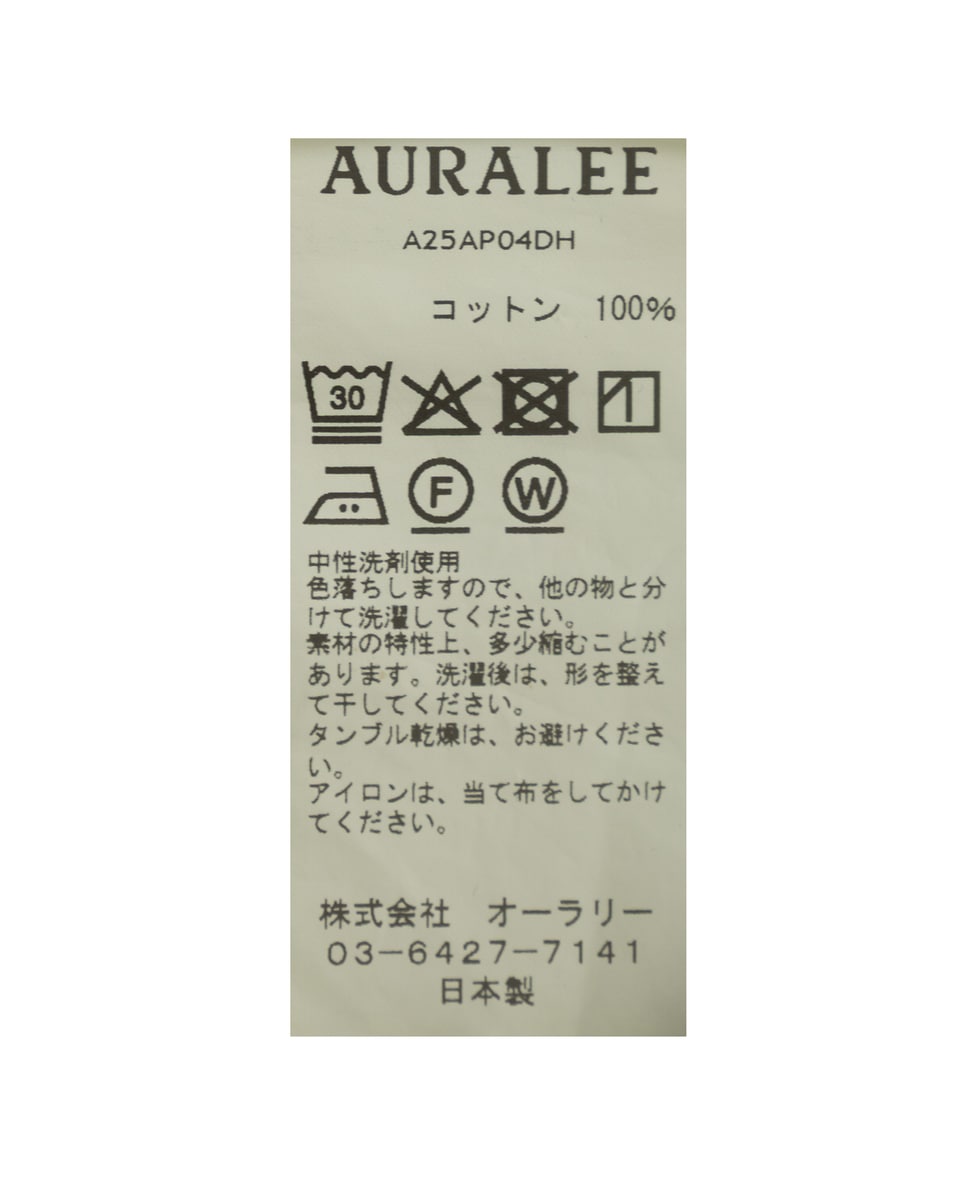 AURALEE
A25AP04DH
コットン 100%
30
F W
中性洗剤使用
色落ちしますので、他の物と分
けて洗濯してください。
素材の特性上、多少縮むことが
あります。洗濯後は、形を整え
て干してください。
タンブル乾燥は、お避けくださ
い。
アイロンは、当て布をしてかけ
てください。
株式会社 オーラリー
03−6427−7141
日本製